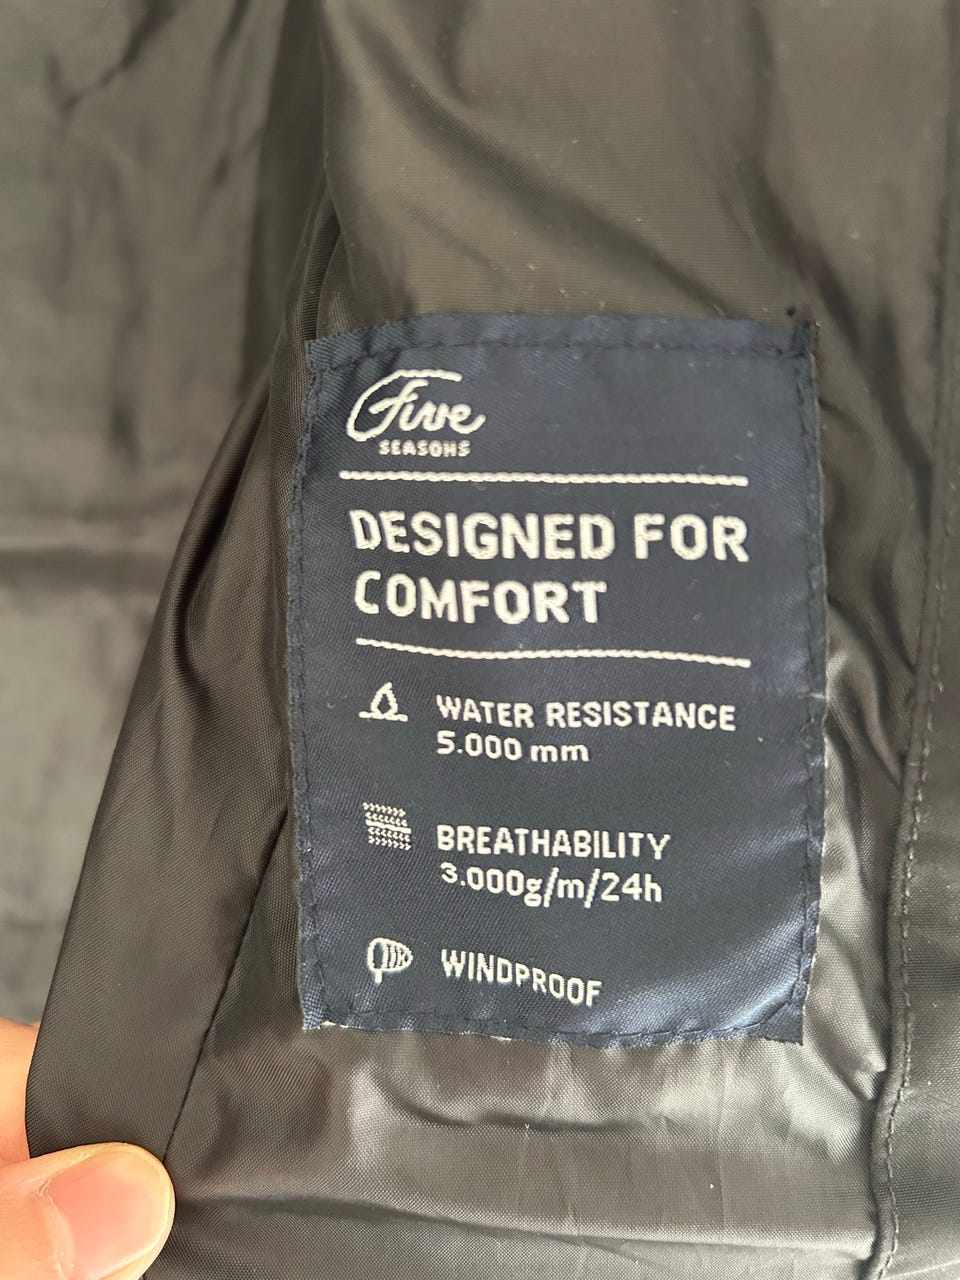 Five
SEASONS
DESIGNED FOR
COMFORT
WATER RESISTANCE
5.000 mm
BREATHABILITY
3.000g/m/24h
WINDPROOF